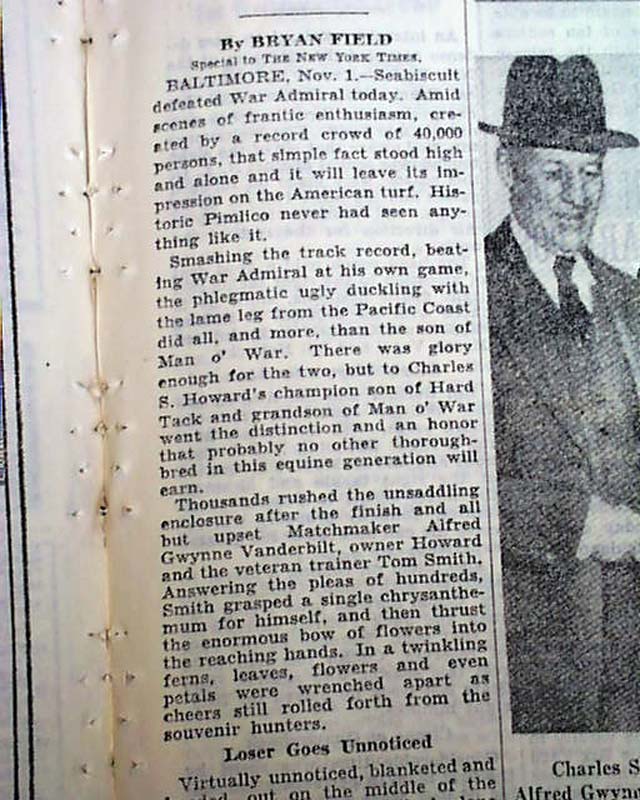 By BRYAN FIELD
Special to THE NEW YORK TIMES.
BALTIMORE, Nov. 1.—Seabiscuit
defeated War Admiral today. Amid
scenes of frantic enthusiasm, cre-
ated by a record crowd of 40,000
persons, that simple fact stood high
and alone and it will leave its im-
pression on the American turf. His-
toric Pimlico never had seen any-
thing like it.
Smashing the track record, beat-
ing War Admiral at his own game,
the phlegmatic ugly duckling with
the lame leg from the Pacific Coast
did all, and more, than the son of
Man o' War. There was glory
enough for the two, but to Charles
S. Howard's champion son of Hard
Tack and grandson of Man o' War
went the distinction and an honor
that probably no other thorough-
bred in this equine generation will
earn.
Thousands rushed the unsaddling
enclosure after the finish and all
but upset Matchmaker Alfred
Gwynne Vanderbilt, owner Howard
and the veteran trainer Tom Smith.
Answering the pleas of hundreds,
Smith grasped a single chrysanthe-
mum for himself, and then thrust
the enormous bow of flowers into
the reaching hands. In a twinkling
ferns, leaves, flowers and even
petals were wrenched apart as
cheers still rolled forth from the
souvenir hunters.
Loser Goes Unnoticed
Virtually unnoticed, blanketed and
out on the middle of the
Charles S
Alfred Gwynn